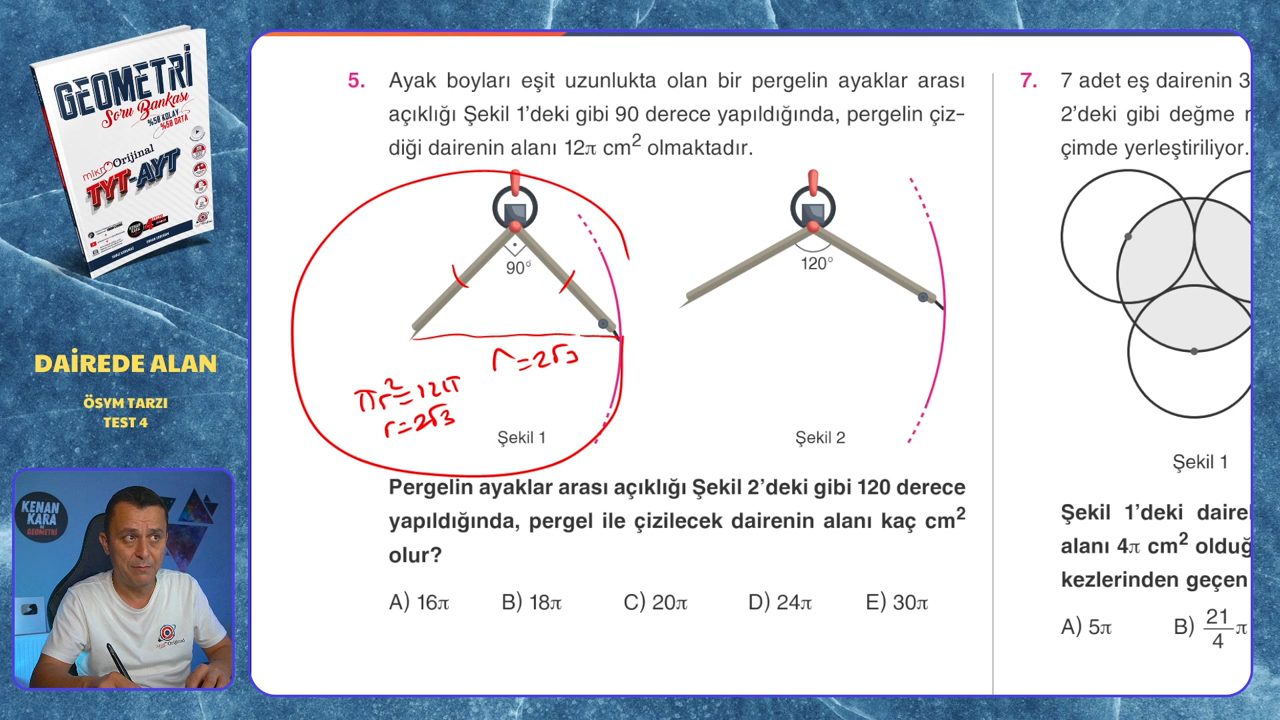 GEOMETRİ
Soru Bankası
%50 KOLAY
%50 ORTA
mikro Orijinal
TYT-AYT
DAİREDE ALAN
ÖSYM TARZI
TEST 4
KENAN
KARA
GEOMETRİ
5. Ayak boyları eşit uzunlukta olan bir pergelin ayaklar arası
açıklığı Şekil 1'deki gibi 90 derece yapıldığında, pergelin çiz-
diği dairenin alanı 12π cm² olmaktadır.
90°
r=2√3
πr²=12π
r=2√3
Şekil 1
120°
Şekil 2
Pergelin ayaklar arası açıklığı Şekil 2'deki gibi 120 derece
yapıldığında, pergel ile çizilecek dairenin alanı kaç cm²
olur?
A) 16π B) 18π C) 20π D) 24π E) 30π
7. 7 adet eş dairenin 3
2'deki gibi değme
çimde yerleştiriliyor.
Şekil 1
Şekil 1'deki daire
alanı 4π cm² olduğ
kezlerinden geçen
A) 5π B) 21/4 π